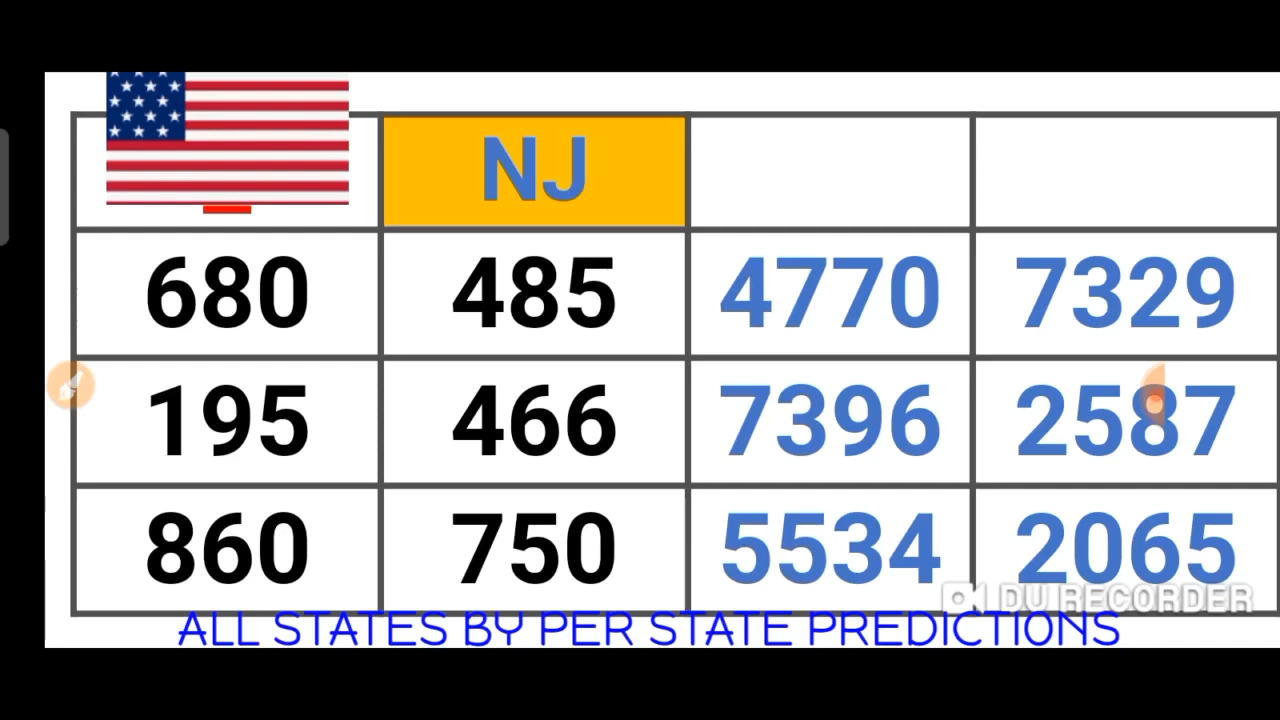 NJ
680 485 4770 7329
195 466 7396 2587
860 750 5534 2065
DU RECORDER
ALL STATES BY PER STATE PREDICTIONS